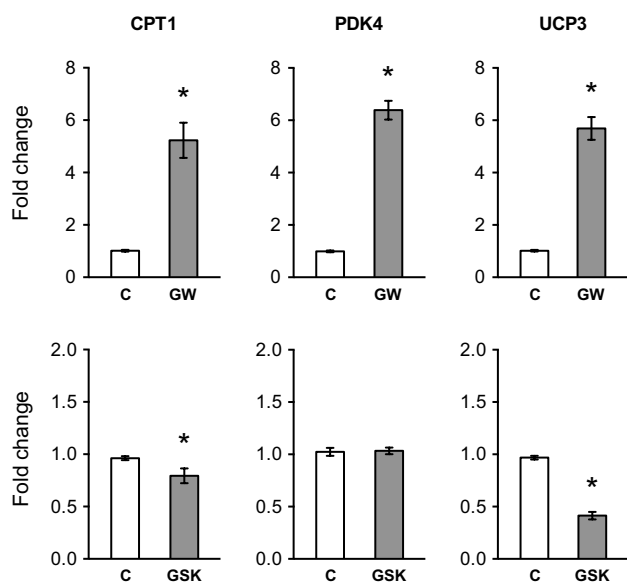 CPT1 PDK4 UCP3
Fold change
8 8 8
* * *
6 6 6
4 4 4
2 2 2
0 0 0
C GW C GW C GW
Fold change
2.0 2.0 2.0
1.5 1.5 1.5
1.0 1.0 1.0
* *
0.5 0.5 0.5
0.0 0.0 0.0
C GSK C GSK C GSK